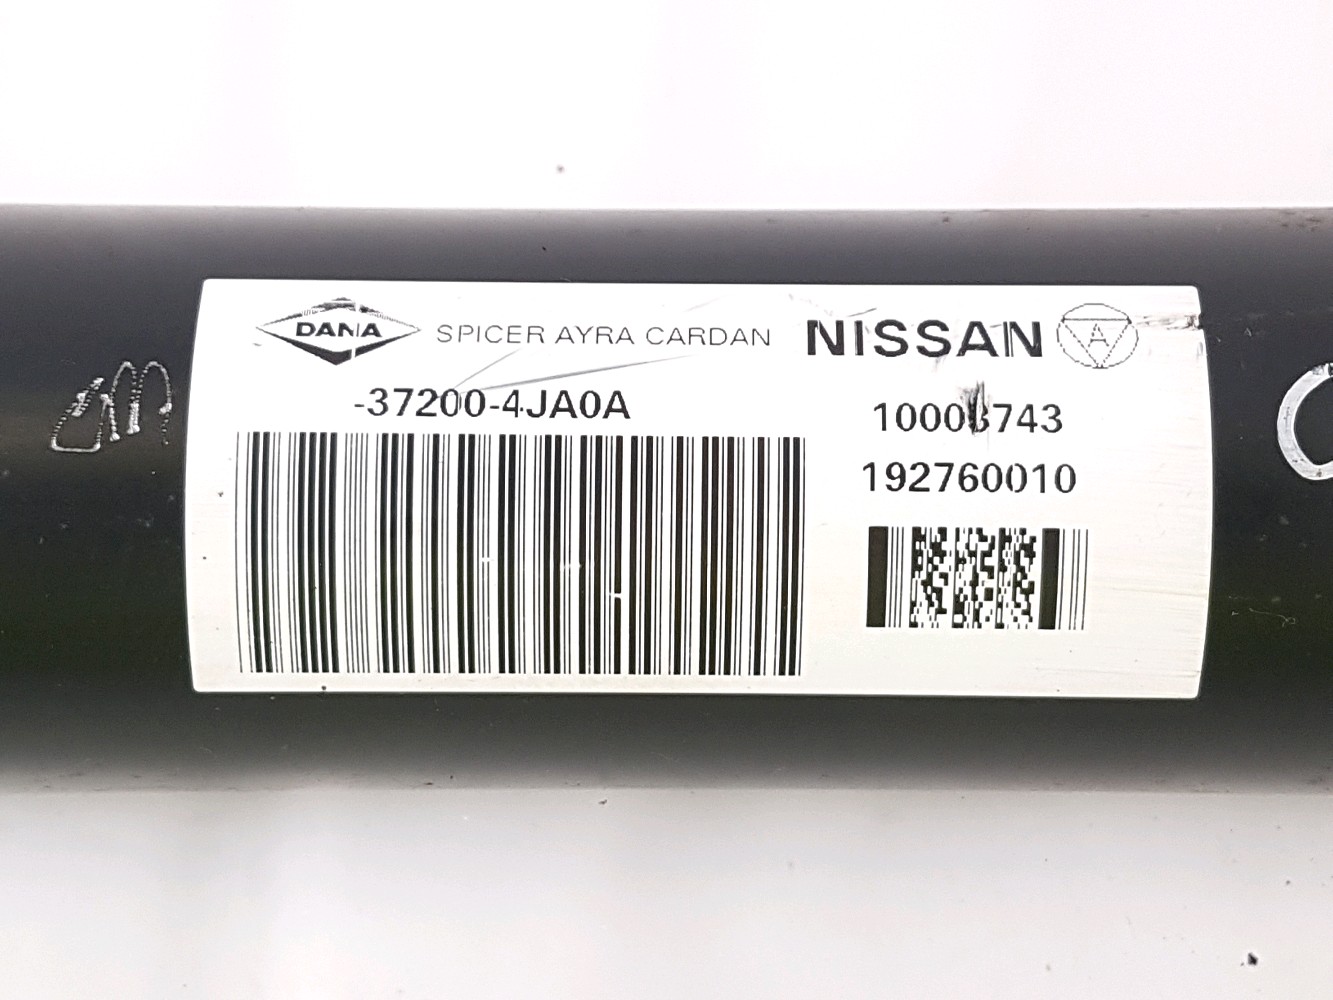 DANA SPICER AYRA CARDAN NISSAN A
-37200-4JA0A
192760010